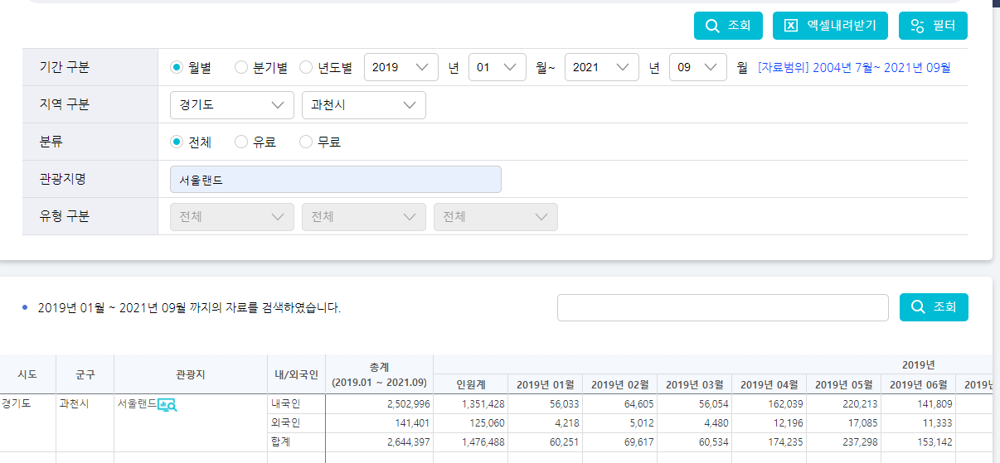 조회 엑셀내려받기 필터
기간 구분 월별 분기별 년도별 2019 년 01 월~ 2021 년 09 월 [자료범위] 2004년 7월~ 2021년 09월
지역 구분 경기도 과천시
분류 전체 유료 무료
관광지명 서울랜드
유형 구분 전체 전체 전체
2019년 01월 ~ 2021년 09월 까지의 자료를 검색하였습니다. 조회
시도 군구 관광지 내/외국인 총계 (2019.01 ~ 2021.09) 2019년
인원계 2019년 01월 2019년 02월 2019년 03월 2019년 04월 2019년 05월 2019년 06월 2019년
경기도 과천시 서울랜드 내국인 2,502,996 1,351,428 56,033 64,605 56,054 162,039 220,213 141,809
외국인 141,401 125,060 4,218 5,012 4,480 12,196 17,085 11,333
합계 2,644,397 1,476,488 60,251 69,617 60,534 174,235 237,298 153,142